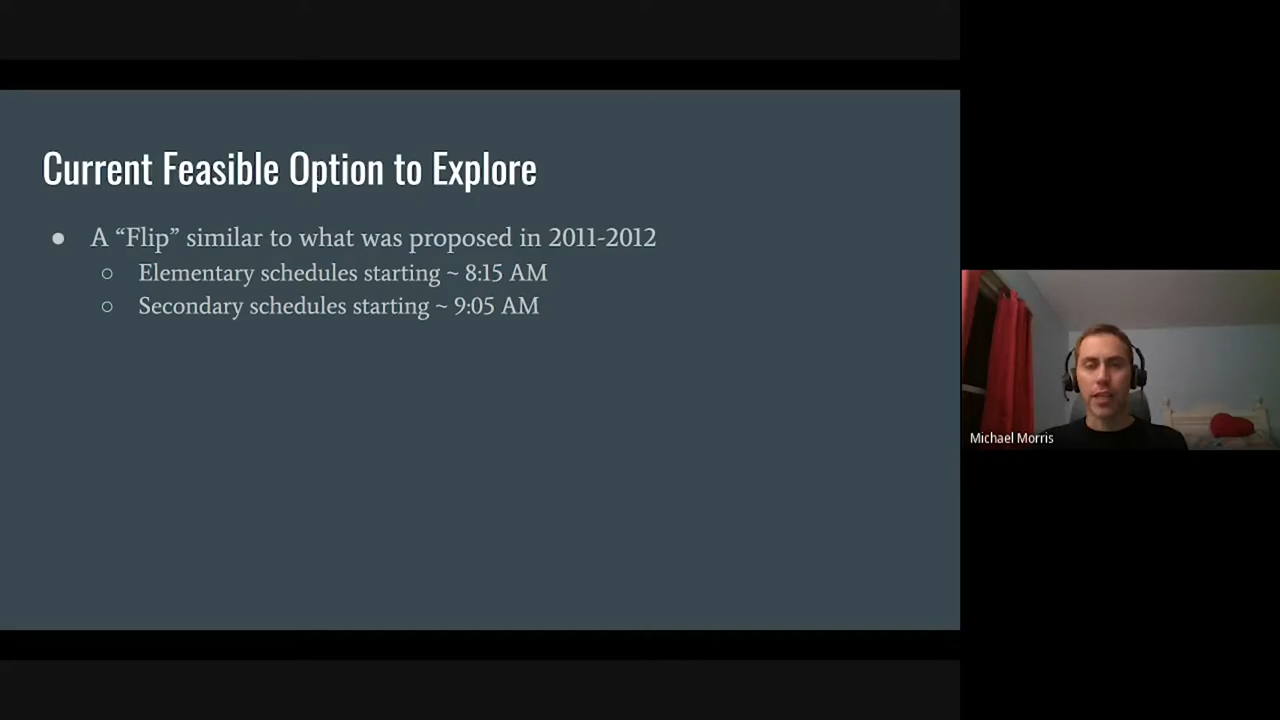 Current Feasible Option to Explore
● A “Flip” similar to what was proposed in 2011-2012
○ Elementary schedules starting ~ 8:15 AM
○ Secondary schedules starting ~ 9:05 AM
Michael Morris